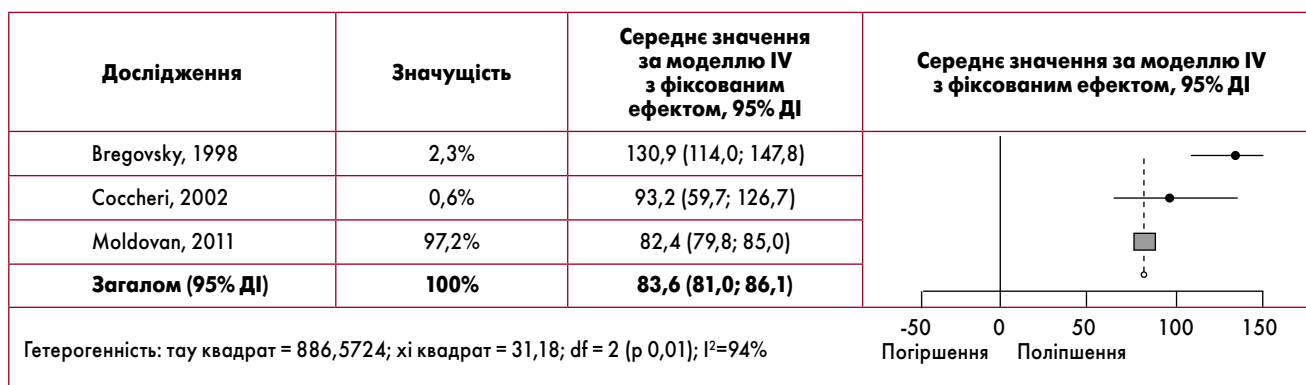 Дослідження
Значущість
Середнє значення
за моделлю IV
з фіксованим
ефектом, 95% ДІ
Середнє значення за моделлю IV
з фіксованим ефектом, 95% ДІ
Bregovsky, 1998
2,3%
130,9 (114,0; 147,8)
Coccheri, 2002
0,6%
93,2 (59,7; 126,7)
Moldovan, 2011
97,2%
82,4 (79,8; 85,0)
Загалом (95% ДІ)
100%
83,6 (81,0; 86,1)
-50 0 50 100 150
Погіршення Поліпшення
Гетерогенність: тау квадрат = 886,5724; хі квадрат = 31,18; df = 2 (p 0,01); I²=94%